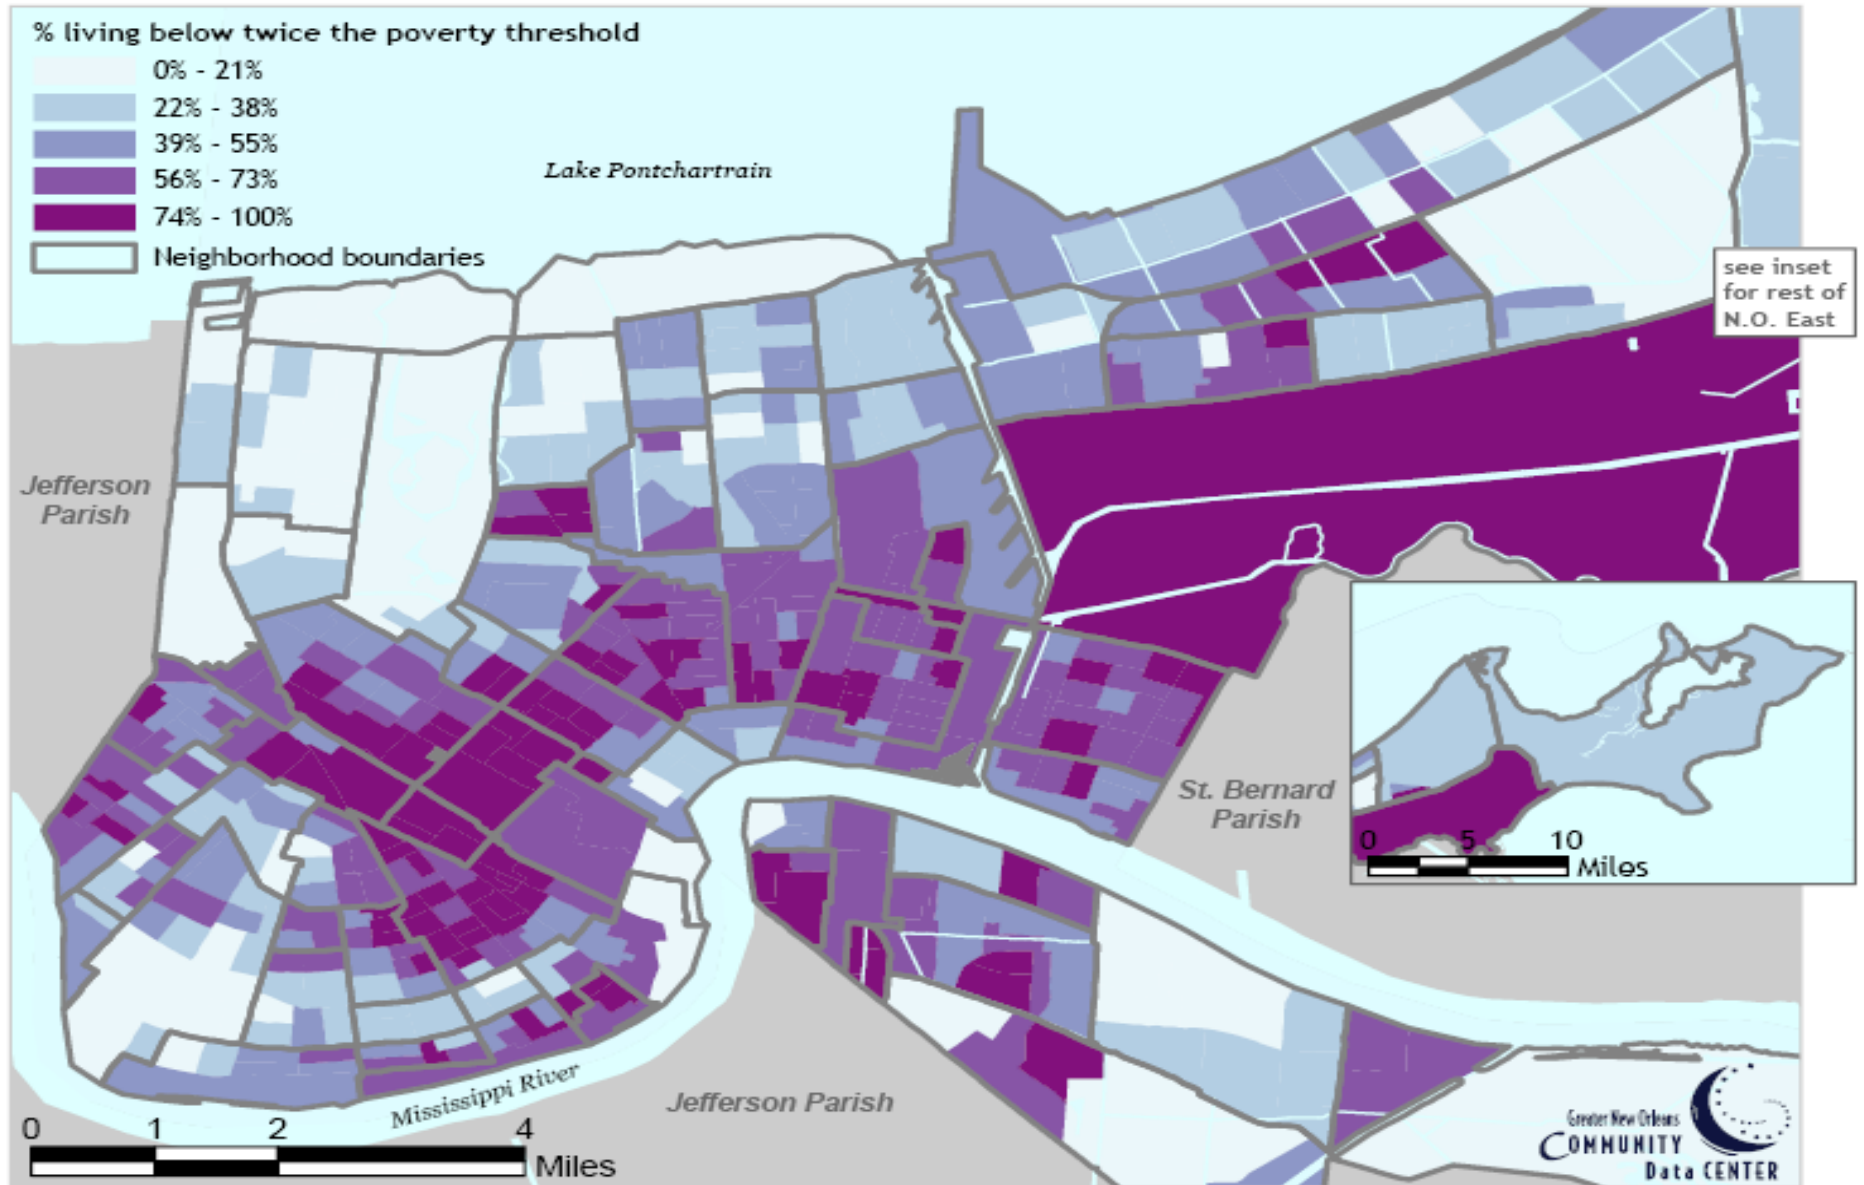 % living below twice the poverty threshold
0% - 21%
22% - 38%
39% - 55%
56% - 73%
74% - 100%
Neighborhood boundaries
Lake Pontchartrain
see inset
for rest of
N.O. East
Jefferson
Parish
St. Bernard
Parish
0 5 10
Miles
Mississippi River
Jefferson Parish
0 1 2 4
Miles
Greater New Orleans
COMMUNITY
Data CENTER